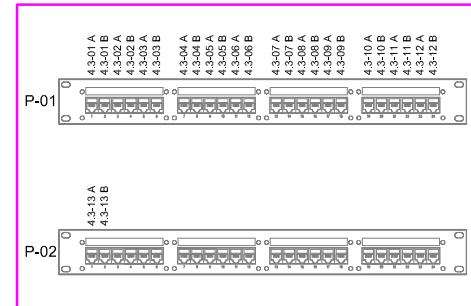 4.3-01 A
4.3-01 B
4.3-02 A
4.3-02 B
4.3-03 A
4.3-03 B
4.3-04 A
4.3-04 B
4.3-05 A
4.3-05 B
4.3-06 A
4.3-06 B
4.3-07 A
4.3-07 B
4.3-08 A
4.3-08 B
4.3-09 A
4.3-09 B
4.3-10 A
4.3-10 B
4.3-11 A
4.3-11 B
4.3-12 A
4.3-12 B
P-01
4.3-13 A
4.3-13 B
P-02